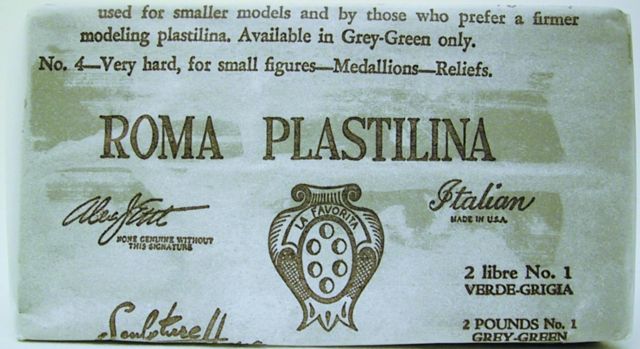 used for smaller models and by those who prefer a firmer
modeling plastilina. Available in Grey-Green only.
No. 4—Very hard, for small figures—Medallions—Reliefs.
ROMA PLASTILINA
Italian
MADE IN U.S.A.
NONE GENUINE WITHOUT
THIS SIGNATURE
LA FAVORITA
2 libre No. 1
VERDE-GRIGIA
2 POUNDS No. 1
GREY-GREEN